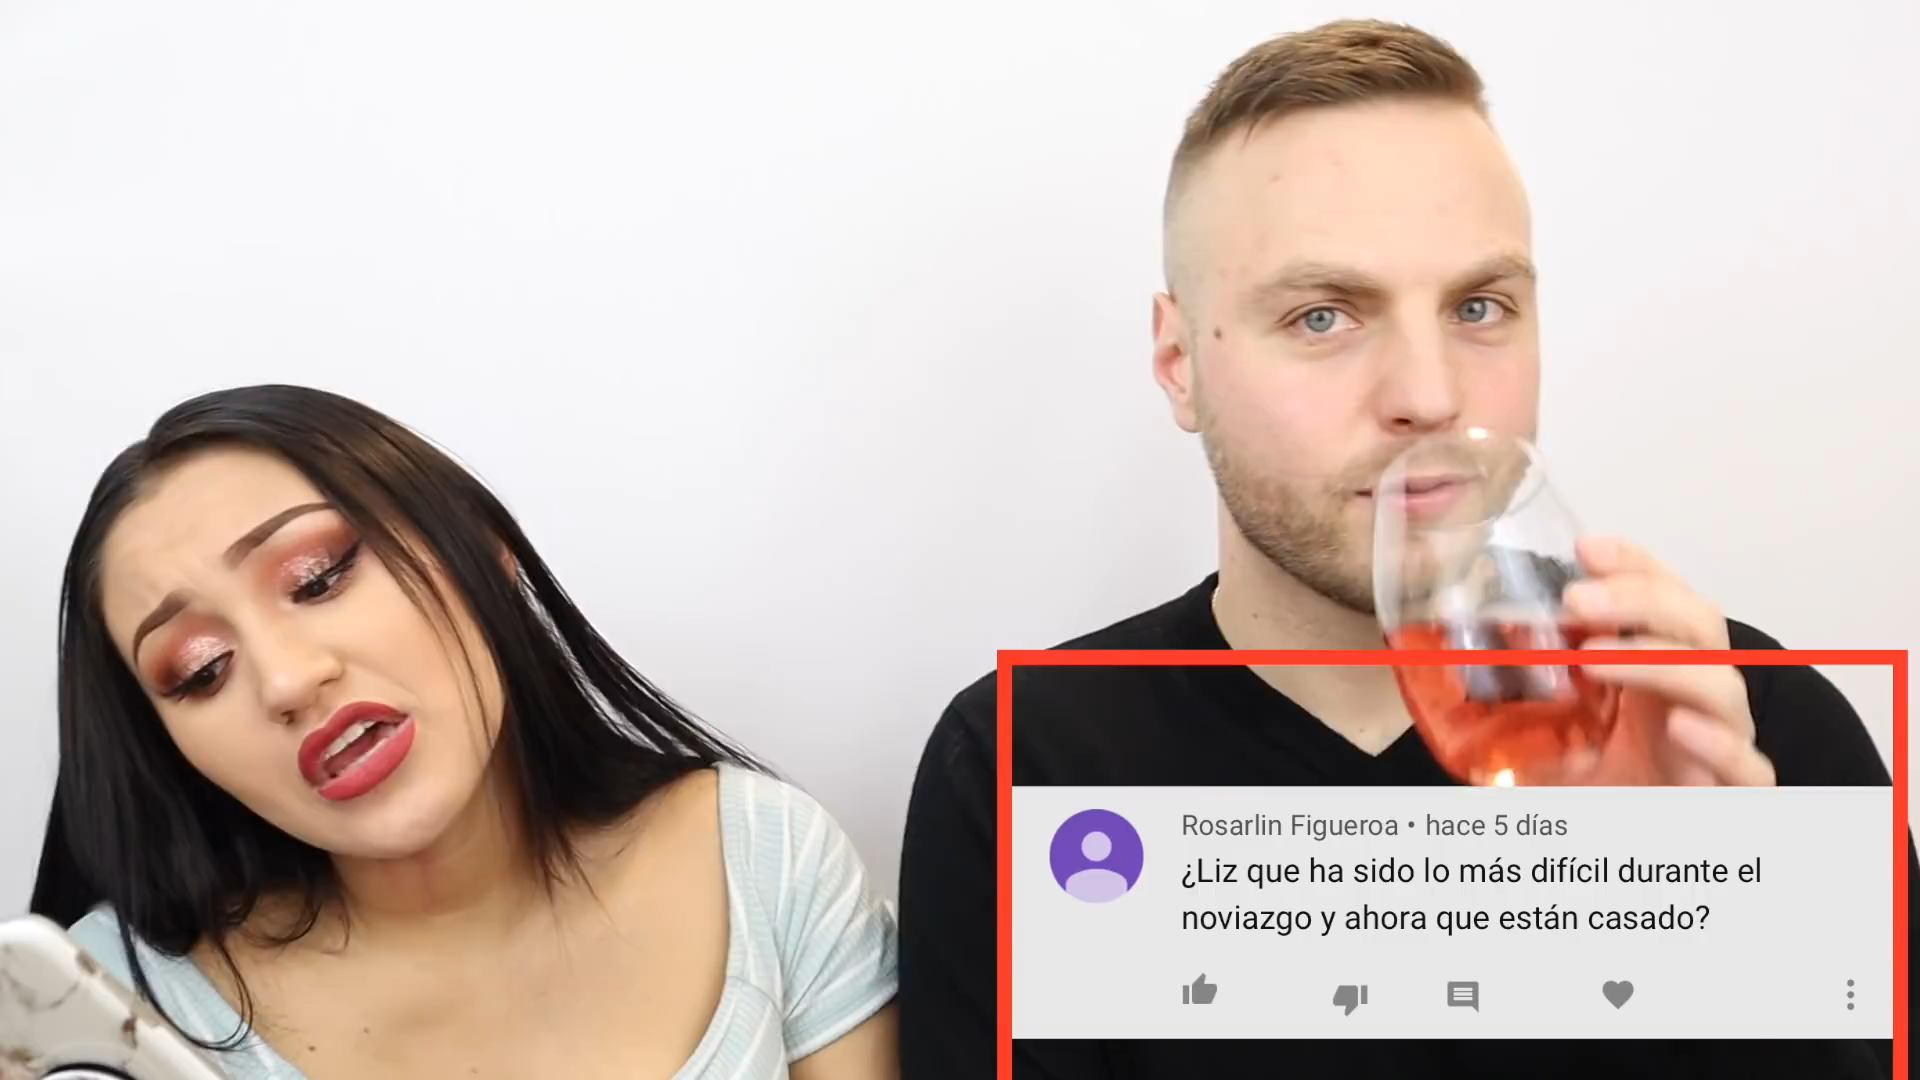 Rosarlin Figueroa • hace 5 días
¿Liz que ha sido lo más difícil durante el
noviazgo y ahora que están casado?